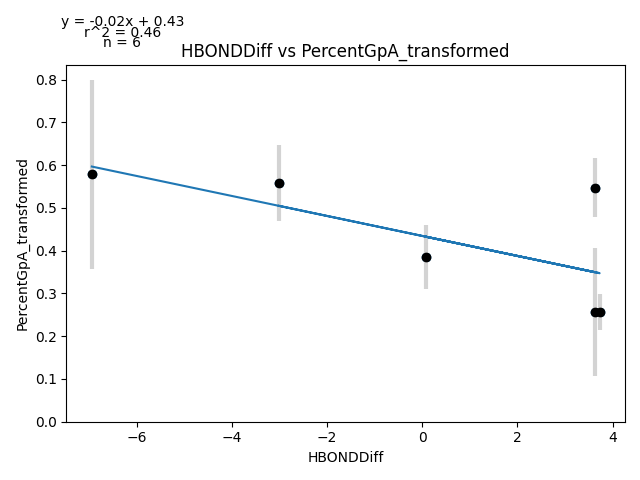 y = -0.02x + 0.43
r^2 = 0.46
n = 6
HBONDDiff vs PercentGpA_transformed
PercentGpA_transformed
0.8
0.7
0.6
0.5
0.4
0.3
0.2
0.1
0.0
−6
−4
−2
0
2
4
HBONDDiff